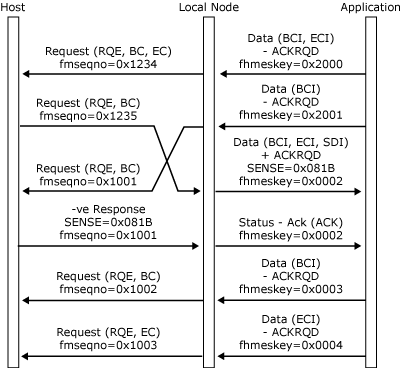 Host
Local Node
Application
Request (RQE, BC, EC)
fmseqno=0x1234
Data (BCI, ECI)
- ACKRQD
fhmeskey=0x2000
Request (RQE, BC)
fmseqno=0x1235
Data (BCI)
- ACKRQD
fhmeskey=0x2001
Request (RQE, BC)
fmseqno=0x1001
Data (BCI, ECI, SDI)
+ ACKRQD
SENSE=0x081B
fhmeskey=0x0002
-ve Response
SENSE=0x081B
fmseqno=0x1001
Status - Ack (ACK)
fhmeskey=0x0002
Request (RQE, BC)
fmseqno=0x1002
Data (BCI)
- ACKRQD
fhmeskey=0x0003
Request (RQE, EC)
fmseqno=0x1003
Data (ECI)
- ACKRQD
fhmeskey=0x0004